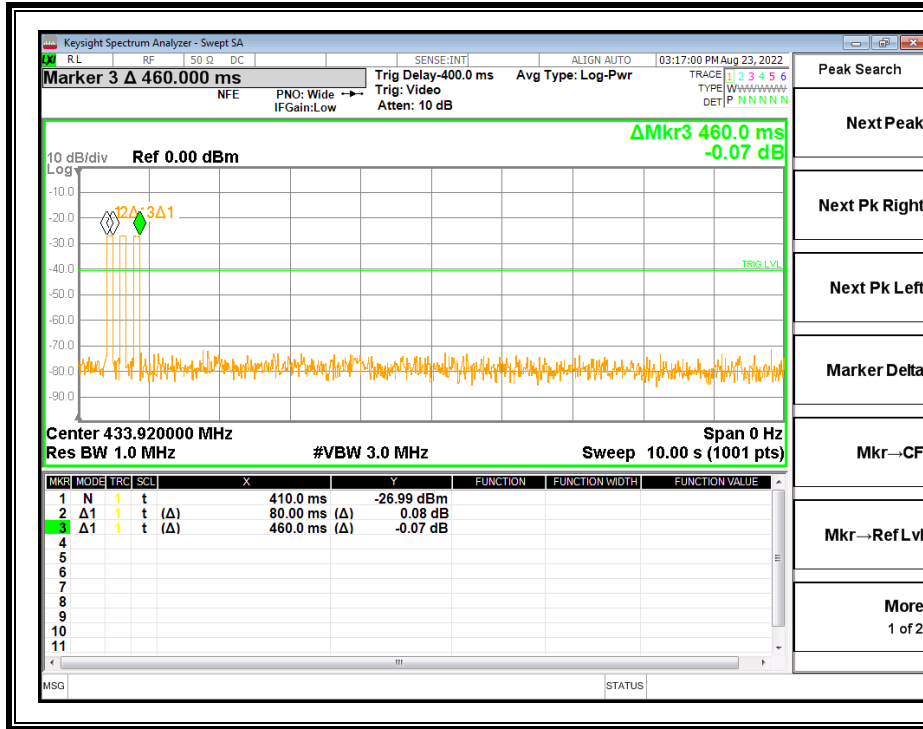 Keysight Spectrum Analyzer - Swept SA
LXI RL RF 50 Ω DC SENSE:INT ALIGN AUTO 03:17:00 PM Aug 23, 2022
Marker 3 Δ 460.000 ms
NFE
PNO: Wide
IFGain:Low
Trig Delay-400.0 ms
Trig: Video
Atten: 10 dB
Avg Type: Log-Pwr
TRACE 1 2 3 4 5 6
TYPE WWWWWW
DET P N N N N N
Peak Search
Next Peak
Next Pk Right
Next Pk Left
Marker Delta
Mkr→CF
Mkr→Ref Lvl
More
1 of 2
ΔMkr3 460.0 ms
-0.07 dB
10 dB/div Ref 0.00 dBm
Log
-10.0
-20.0
-30.0
-40.0
-50.0
-60.0
-70.0
-80.0
-90.0
12Δ13Δ1
TRIG LVL
Center 433.920000 MHz Span 0 Hz
Res BW 1.0 MHz #VBW 3.0 MHz Sweep 10.00 s (1001 pts)
MKR MODE TRC SCL X Y FUNCTION FUNCTION WIDTH FUNCTION VALUE
1 N 1 t 410.0 ms -26.99 dBm
2 Δ1 1 t (Δ) 80.00 ms (Δ) 0.08 dB
3 Δ1 1 t (Δ) 460.0 ms (Δ) -0.07 dB
4
5
6
7
8
9
10
11
MSG STATUS